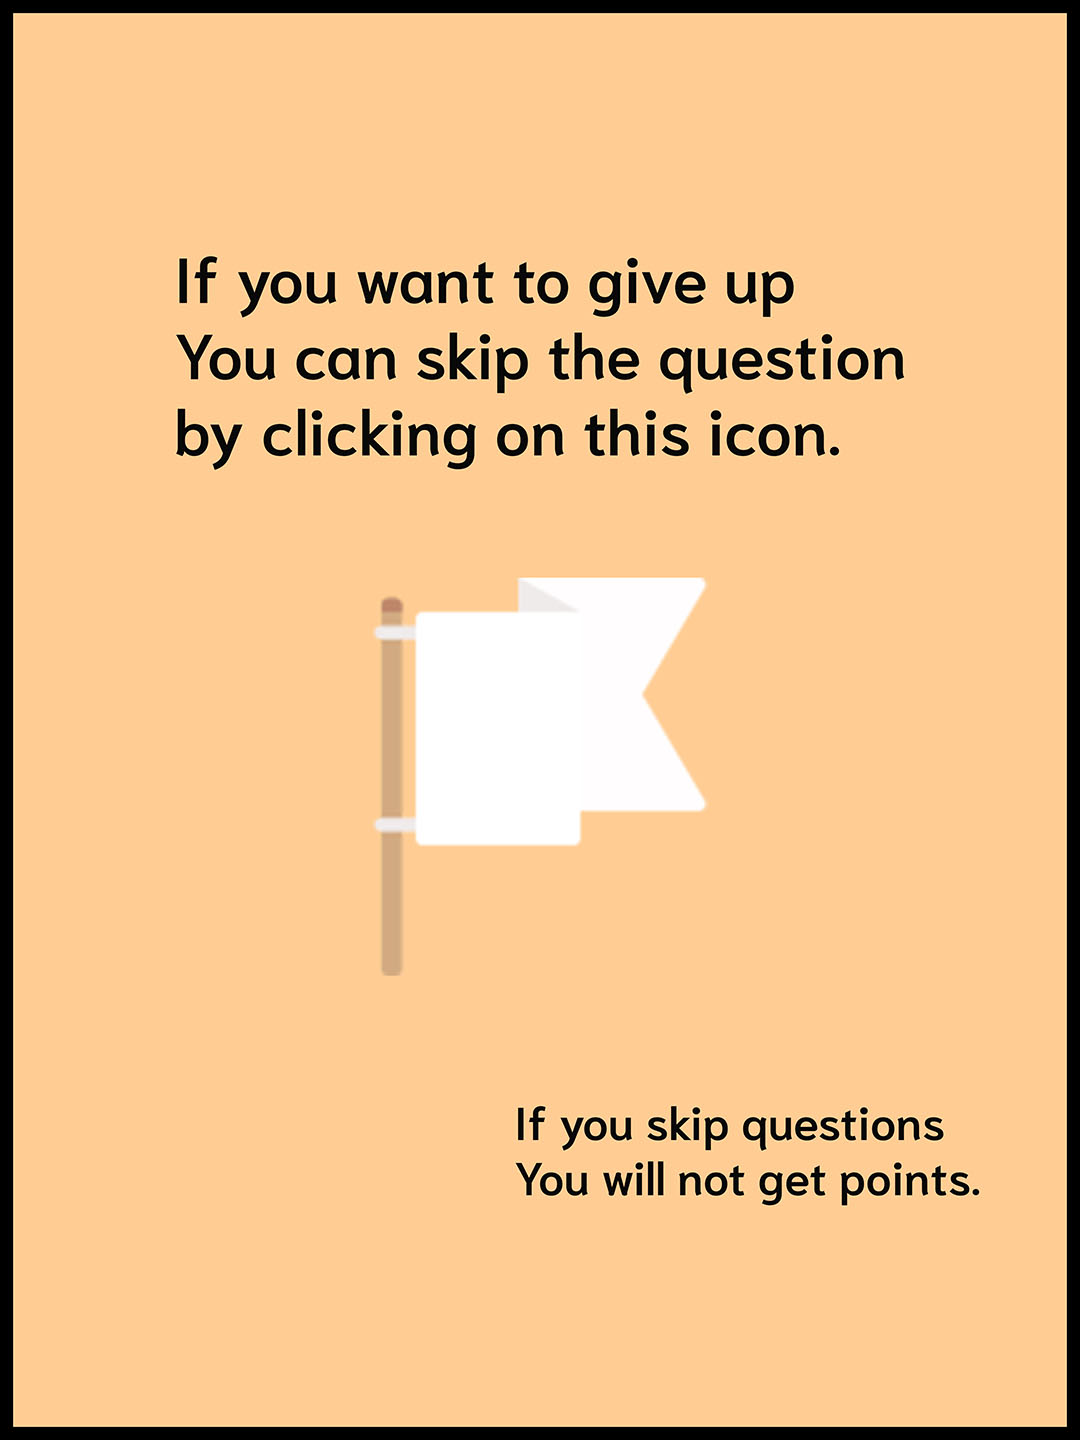 If you want to give up
You can skip the question
by clicking on this icon.
If you skip questions
You will not get points.